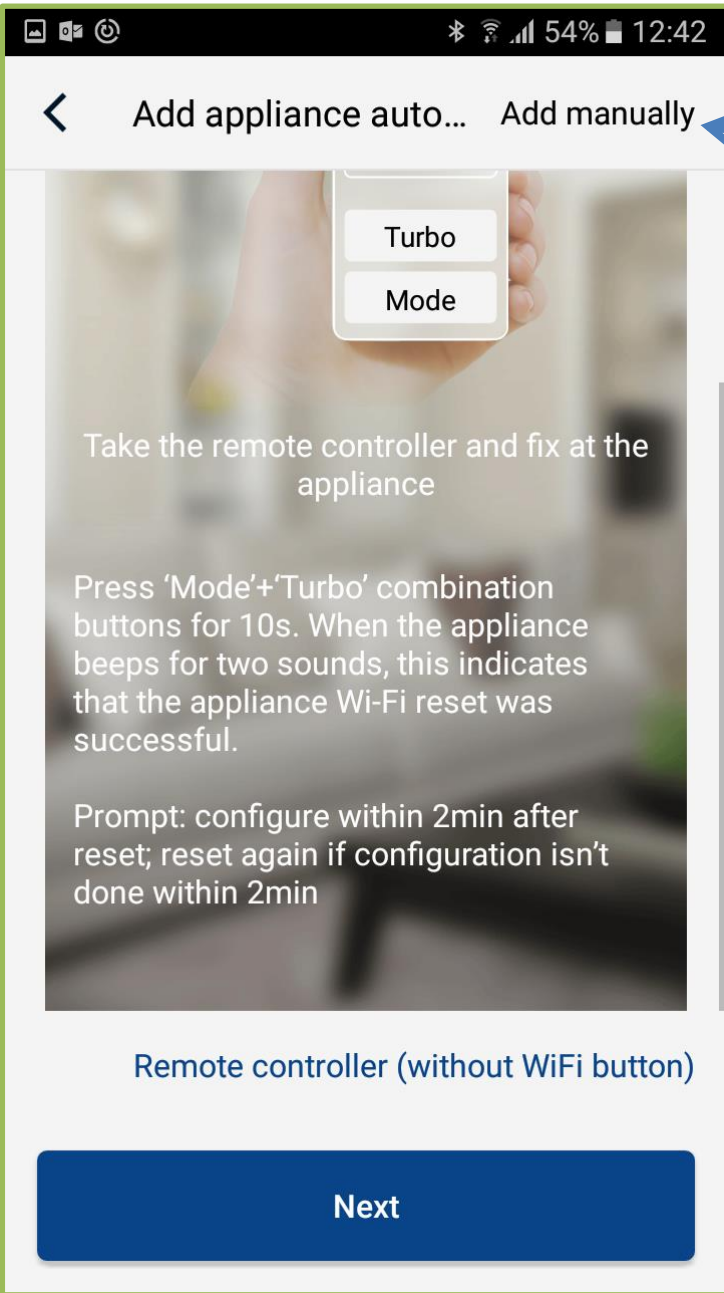 54% 12:42
Add appliance auto... Add manually
Turbo
Mode
Take the remote controller and fix at the
appliance
Press ‘Mode’+‘Turbo’ combination
buttons for 10s. When the appliance
beeps for two sounds, this indicates
that the appliance Wi-Fi reset was
successful.
Prompt: configure within 2min after
reset; reset again if configuration isn’t
done within 2min
Remote controller (without WiFi button)
Next